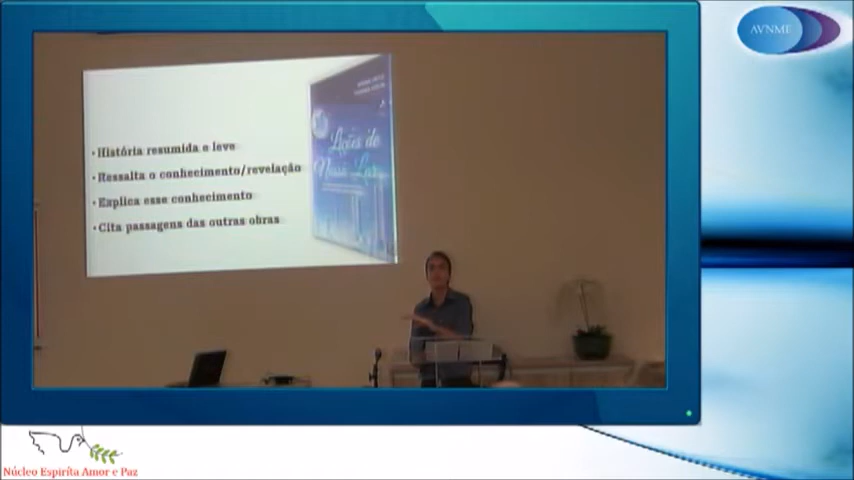 AVNME
• História resumida e leve
• Ressalta o conhecimento/revelação
• Explica esse conhecimento
• Cita passagens das outras obras
Lições de
Nosso Lar
Núcleo Espírita Amor e Paz